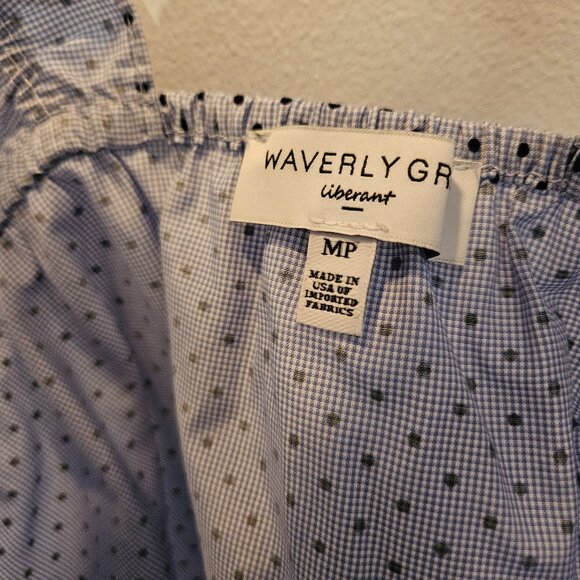 WAVERLY GR
liberant
MP
MADE IN
USA OF
IMPORTED
FABRICS